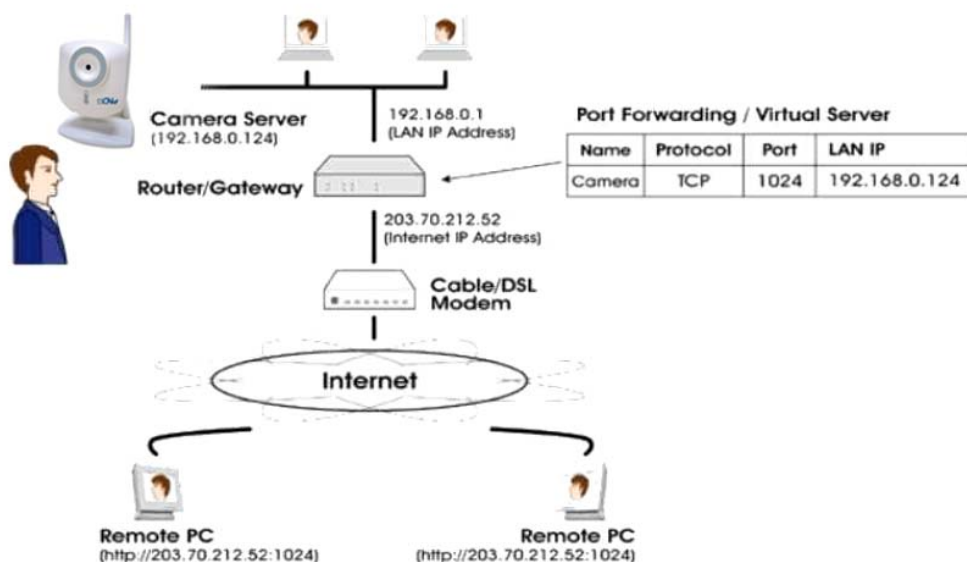 Camera Server
(192.168.0.124)
192.168.0.1
(LAN IP Address)
Router/Gateway
Port Forwarding / Virtual Server
Name Protocol Port LAN IP
Camera TCP 1024 192.168.0.124
203.70.212.52
(Internet IP Address)
Cable/DSL
Modem
Internet
Remote PC
(http://203.70.212.52:1024)
Remote PC
(http://203.70.212.52:1024)